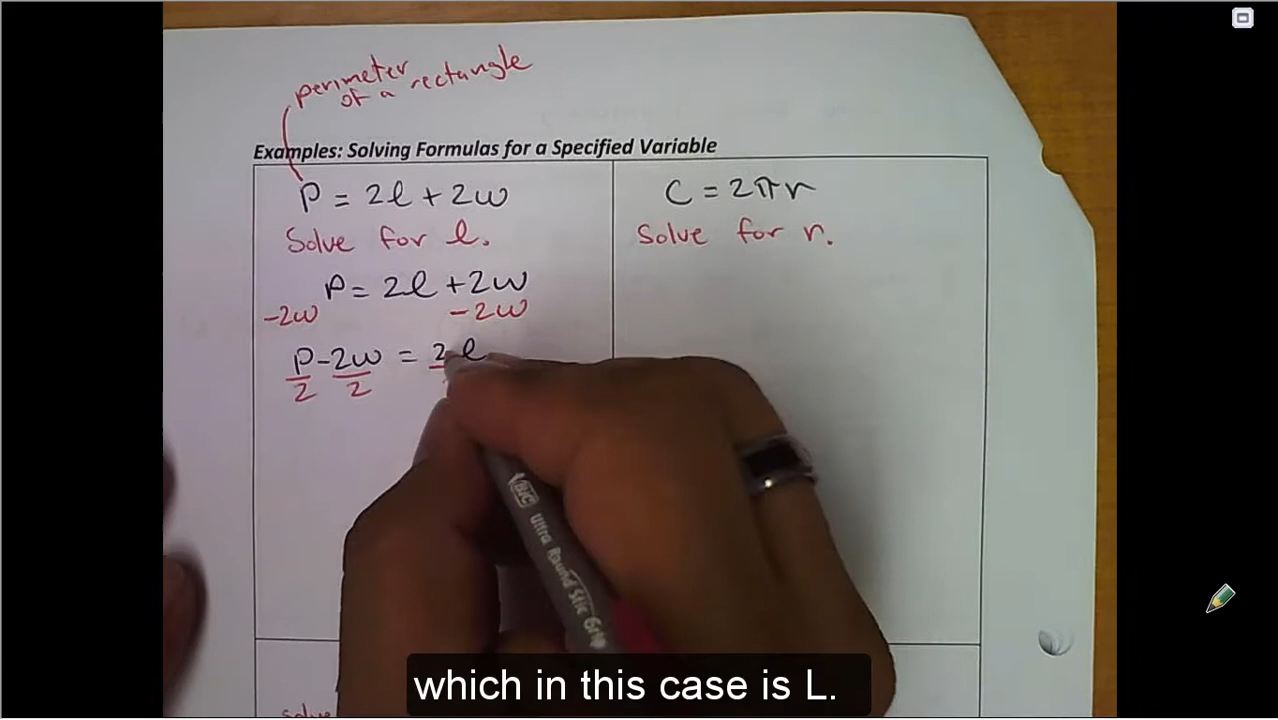 perimeter
of a rectangle
Examples: Solving Formulas for a Specified Variable
P = 2l + 2w
Solve for l.
P = 2l + 2w
-2w -2w
P - 2w = 2l
2 2
C = 2πr
Solve for r.
BIC Ultra Round Stic Grip
solve
which in this case is L.